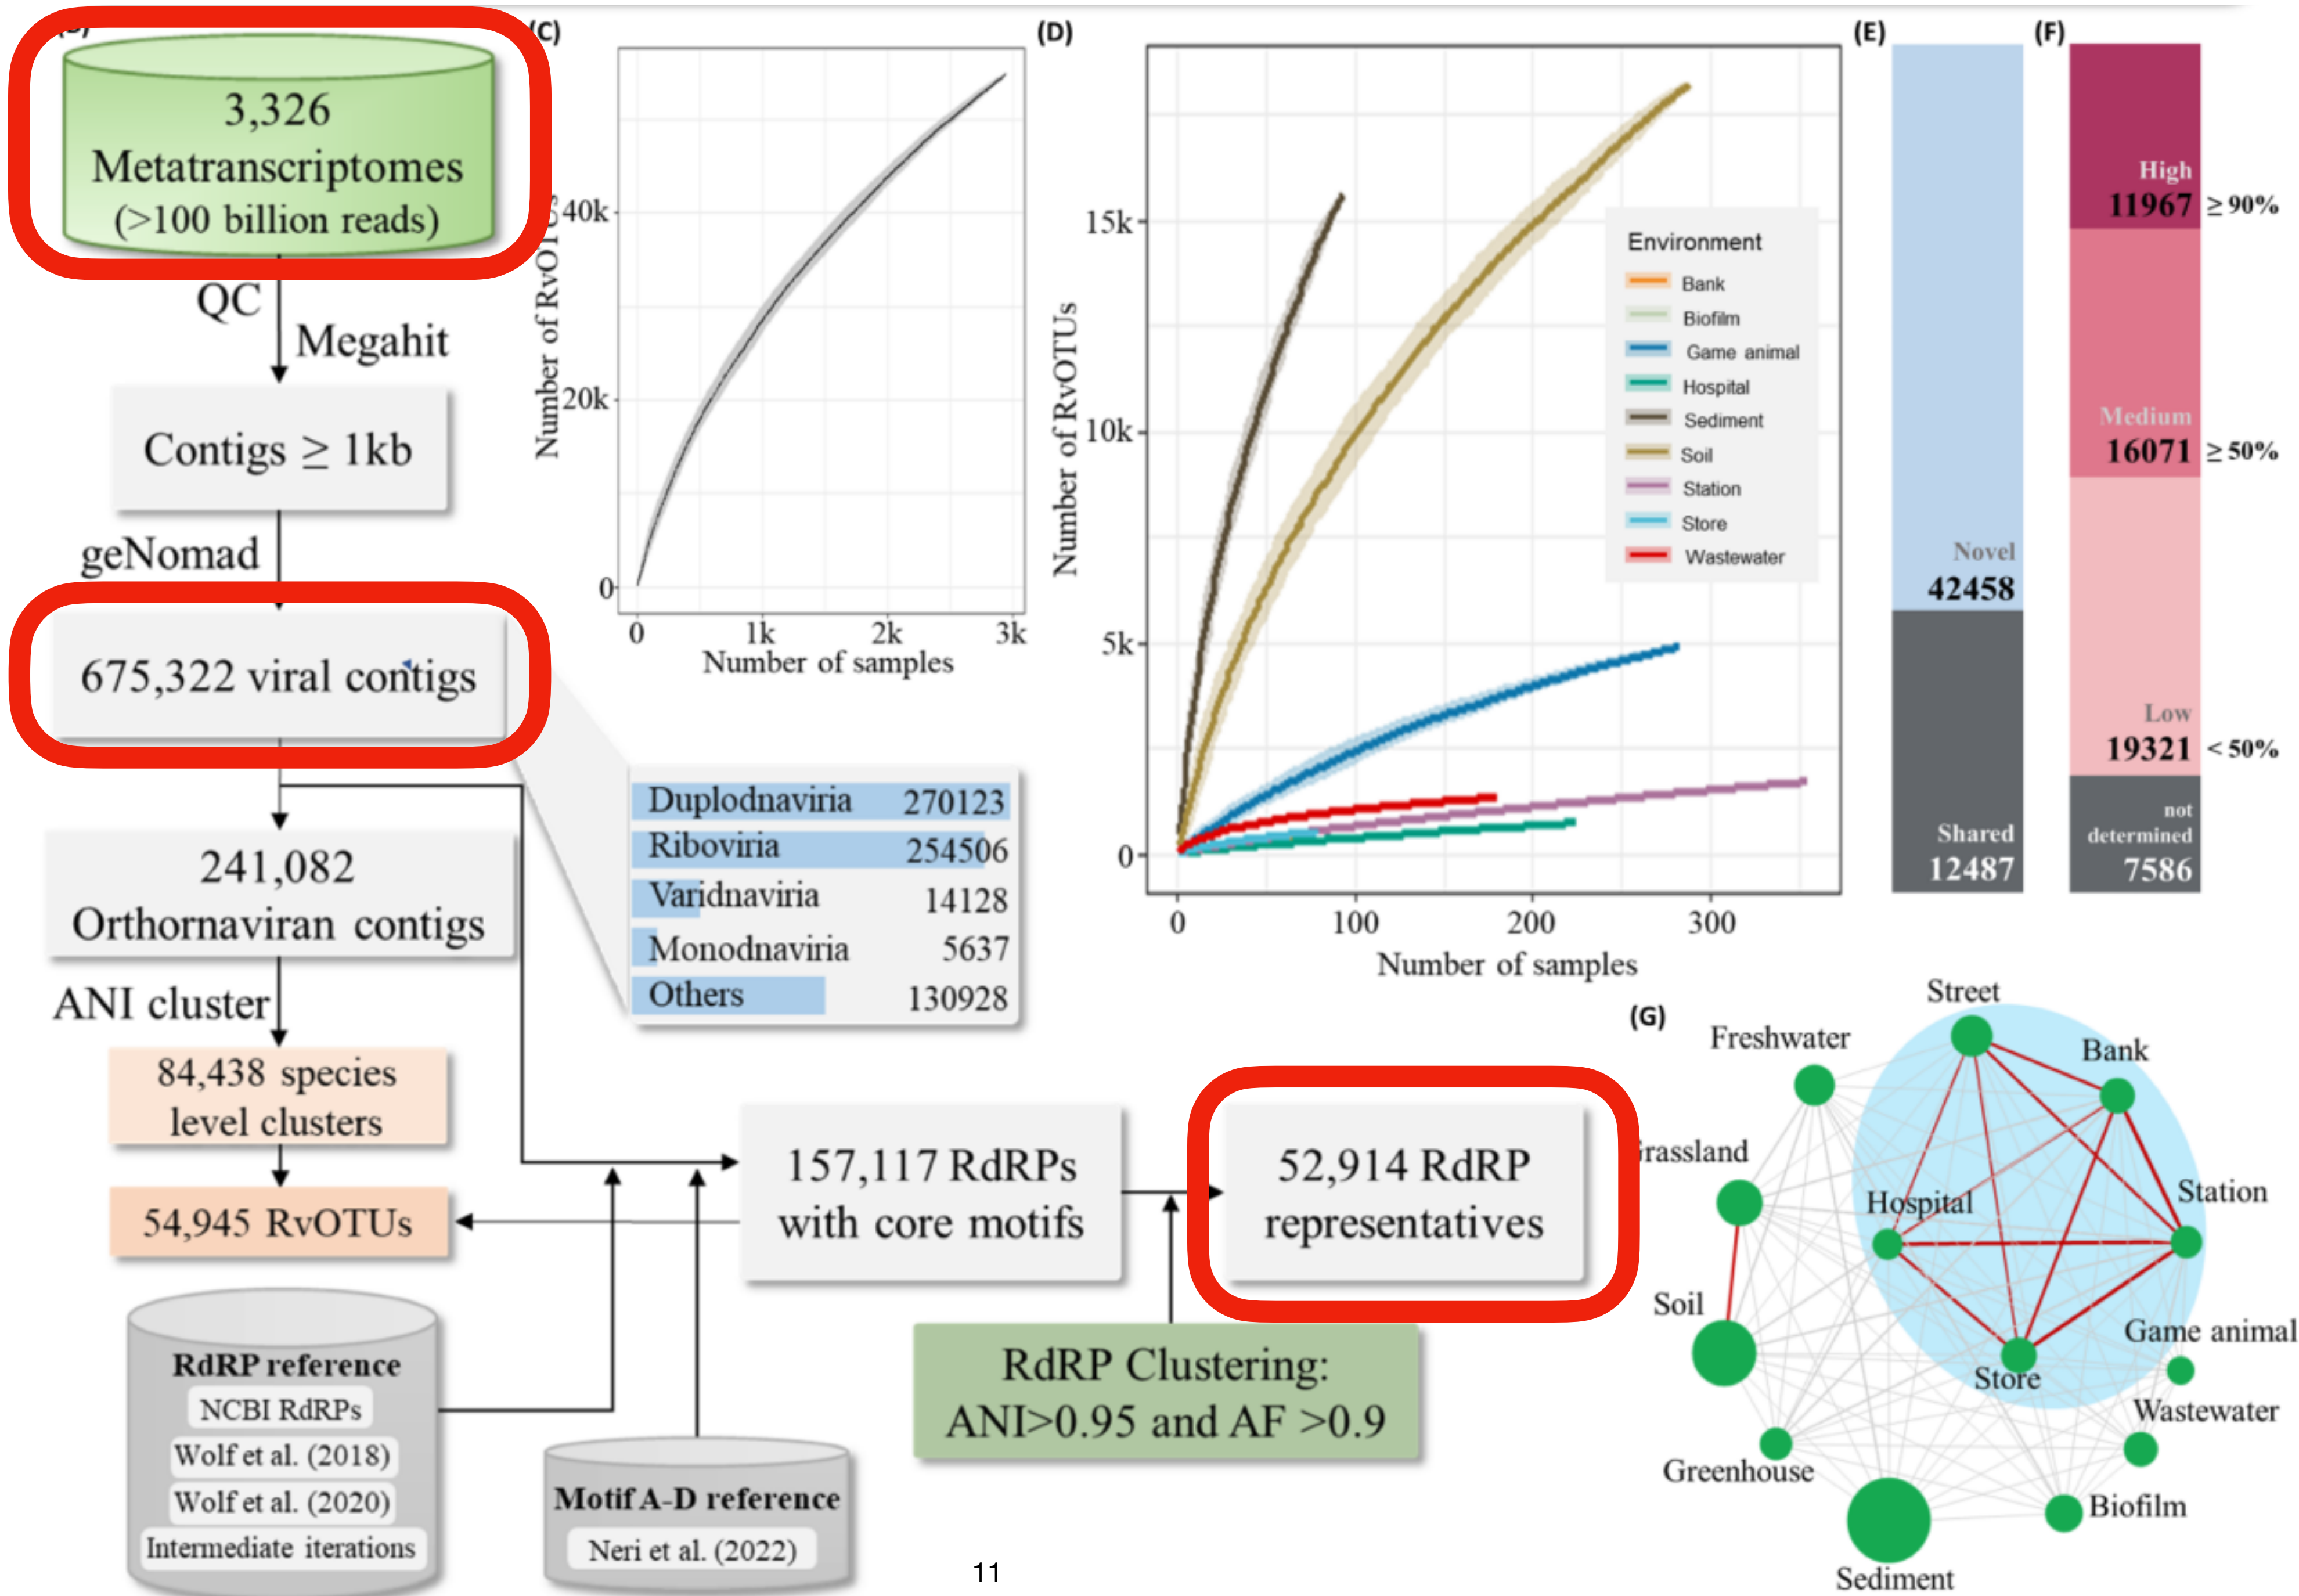 3,326
Metatranscriptomes
(>100 billion reads)
QC
Megahit
Contigs ≥ 1kb
geNomad
675,322 viral contigs
241,082
Orthornaviran contigs
ANI cluster
84,438 species
level clusters
54,945 RvOTUs
RdRP reference
NCBI RdRPs
Wolf et al. (2018)
Wolf et al. (2020)
Intermediate iterations
Motif A-D reference
Neri et al. (2022)
157,117 RdRPs
with core motifs
52,914 RdRP
representatives
RdRP Clustering:
ANI>0.95 and AF >0.9
Duplodnaviria 270123
Riboviria 254506
Varidnaviria 14128
Monodnaviria 5637
Others 130928
(C)
Number of RvOTUs
40k
20k
0
0 1k 2k 3k
Number of samples
(D)
Number of RvOTUs
15k
10k
5k
0
0 100 200 300
Number of samples
Environment
Bank
Biofilm
Game animal
Hospital
Sediment
Soil
Station
Store
Wastewater
(E)
Novel
42458
Shared
12487
(F)
High
11967 ≥ 90%
Medium
16071 ≥ 50%
Low
19321 < 50%
not
determined
7586
(G)
Street
Freshwater
Bank
rassland
Hospital
Station
Soil
Game animal
Store
Wastewater
Greenhouse
Biofilm
Sediment
11